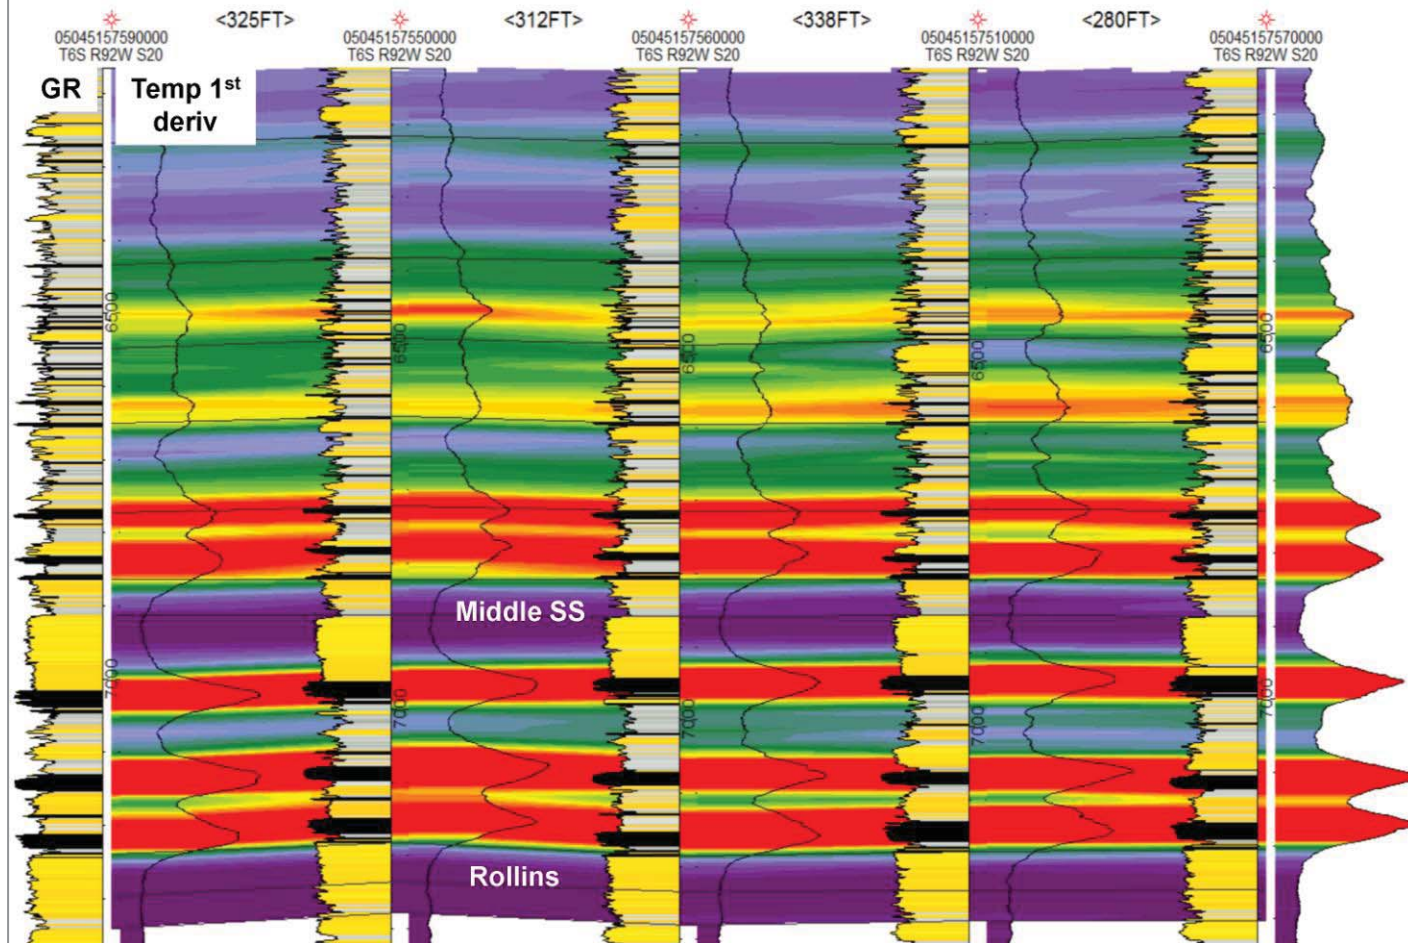 <325FT> <312FT> <338FT> <280FT>
05045157590000 05045157550000 05045157560000 05045157510000 05045157570000
T6S R92W S20 T6S R92W S20 T6S R92W S20 T6S R92W S20 T6S R92W S20
GR
Temp 1st
deriv
6500 6500 6500 6500 6500
Middle SS
7000 7000 7000 7000 7000
Rollins